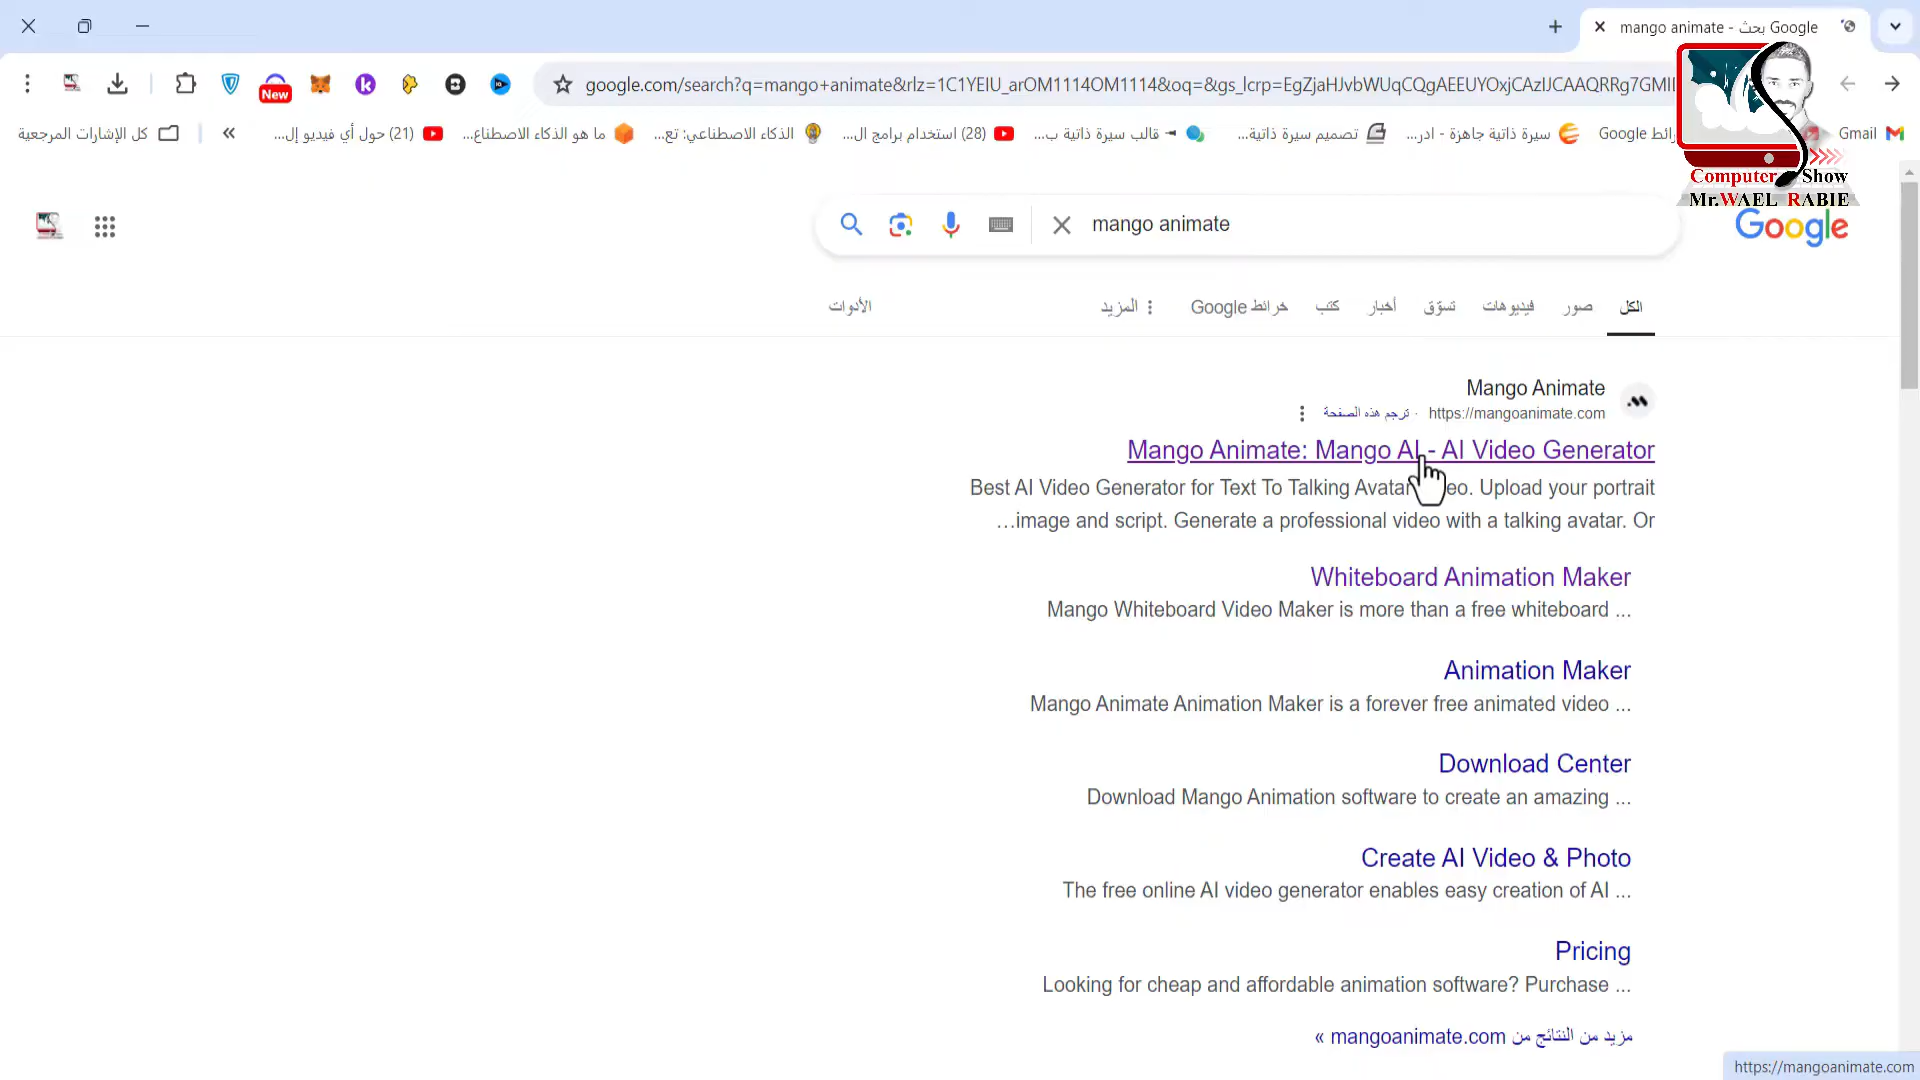 mango animate - بحث Google
New
google.com/search?q=mango+animate&rlz=1C1YEIU_arOM1114OM1114&oq=&gs_lcrp=EgZjaHJvbWUqCQgAEEUYOxjCAzIJCAAQRRg7GMI
Gmail
Google
سيرة ذاتية جاهزة - ادر...
تصميم سيرة ذاتية...
قالب سيرة ذاتية ب...
(28) استخدام برامج ال...
الذكاء الاصطناعي: تع...
ما هو الذكاء الاصطناع...
(21) حول أي فيديو إل...
»
كل الإشارات المرجعية
Computer Show
Mr.WAEL RABIE
Google
mango animate
الكل
صور
فيديوهات
تسوّق
أخبار
كتب
خرائط Google
المزيد
الأدوات
Mango Animate
https://mangoanimate.com · ترجم هذه الصفحة
Mango Animate: Mango AI - AI Video Generator
Best AI Video Generator for Text To Talking Avatar eo. Upload your portrait
image and script. Generate a professional video with a talking avatar. Or...
Whiteboard Animation Maker
Mango Whiteboard Video Maker is more than a free whiteboard ...
Animation Maker
Mango Animate Animation Maker is a forever free animated video ...
Download Center
Download Mango Animation software to create an amazing ...
Create AI Video & Photo
The free online AI video generator enables easy creation of AI ...
Pricing
Looking for cheap and affordable animation software? Purchase ...
مزيد من النتائج من mangoanimate.com »
https://mangoanimate.com